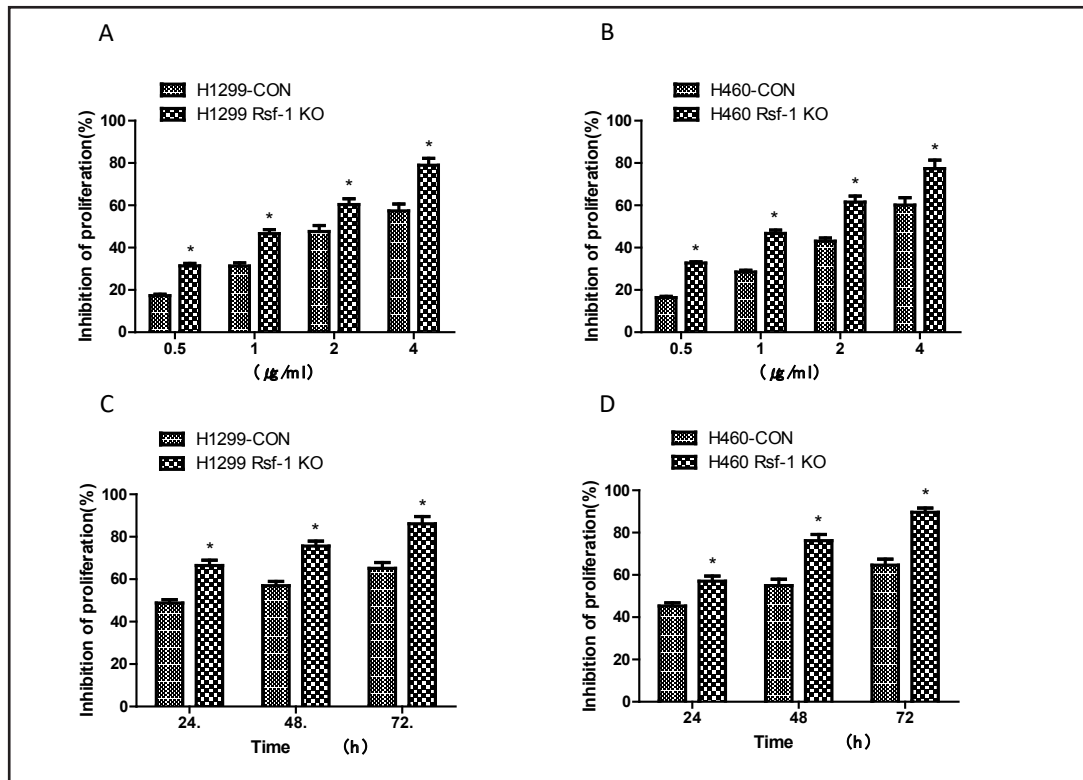 A
H1299-CON
H1299 Rsf-1 KO
Inhibition of proliferation(%)
100
80
60
40
20
0
*
*
*
*
0.5 1 2 4
(μg/ml)
B
H460-CON
H460 Rsf-1 KO
Inhibition of proliferation(%)
100
80
60
40
20
0
*
*
*
*
0.5 1 2 4
(μg/ml)
C
H1299-CON
H1299 Rsf-1 KO
Inhibition of proliferation(%)
100
80
60
40
20
0
*
*
*
24. 48. 72.
Time (h)
D
H460-CON
H460 Rsf-1 KO
Inhibition of proliferation(%)
100
80
60
40
20
0
*
*
*
24 48 72
Time (h)